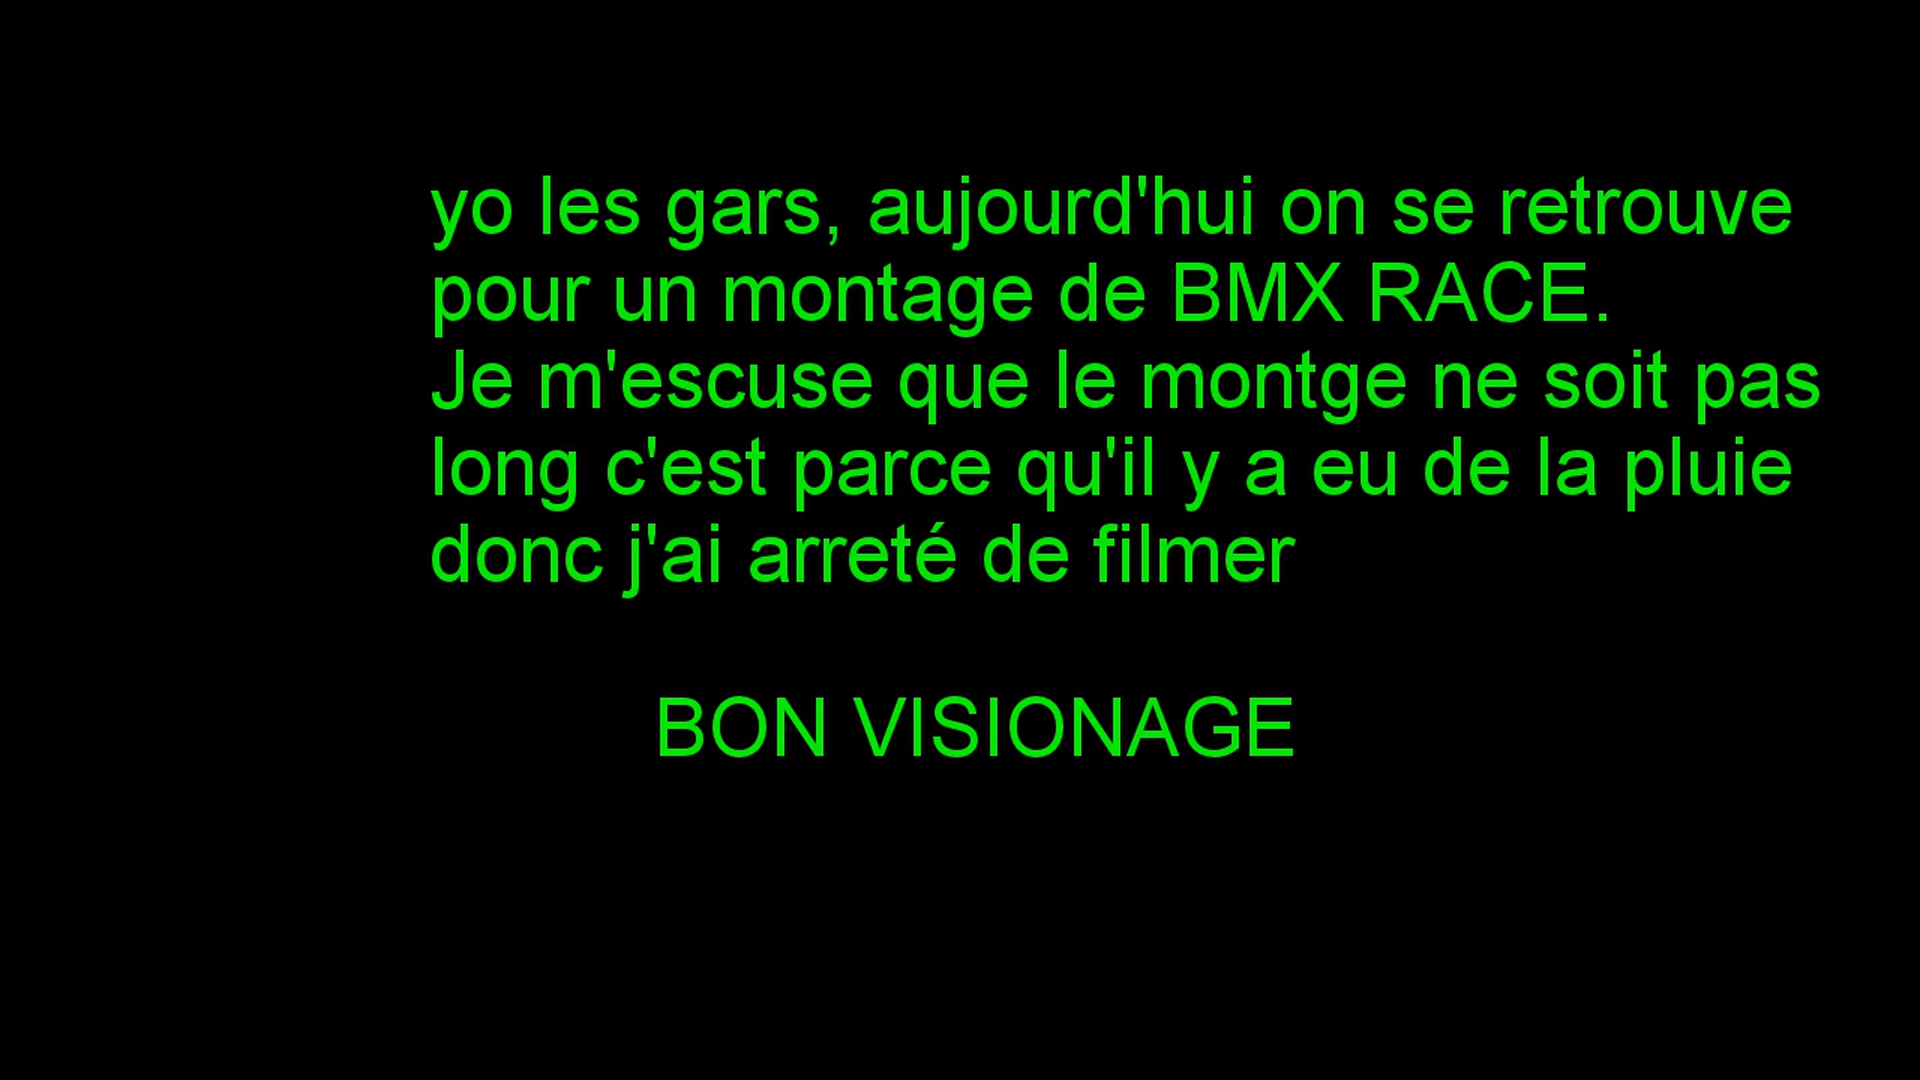 yo les gars, aujourd'hui on se retrouve
pour un montage de BMX RACE.
Je m'escuse que le montge ne soit pas
long c'est parce qu'il y a eu de la pluie
donc j'ai arreté de filmer
BON VISIONAGE